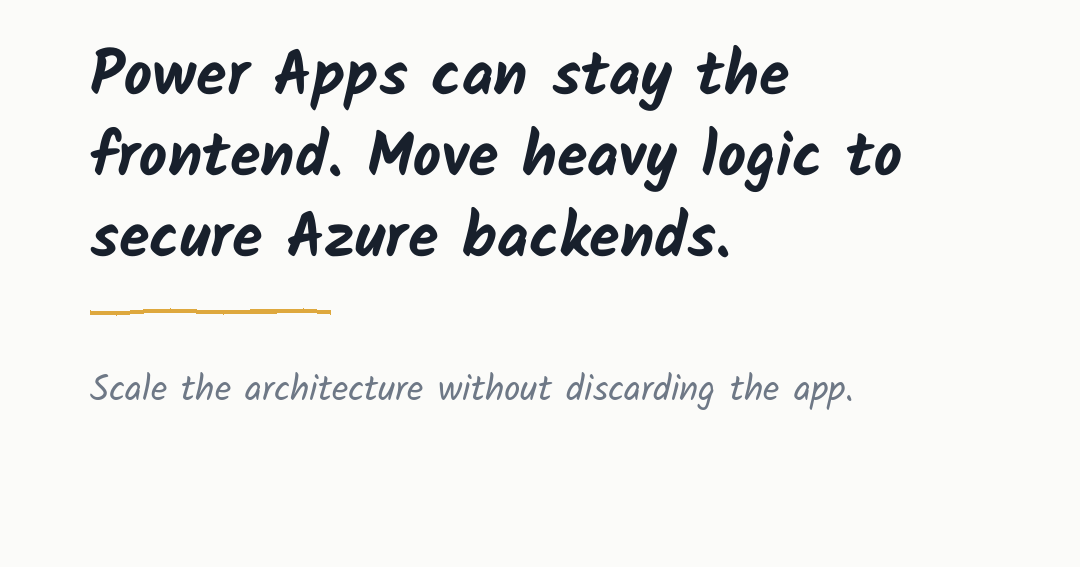 Power Apps can stay the
frontend. Move heavy logic to
secure Azure backends.
Scale the architecture without discarding the app.